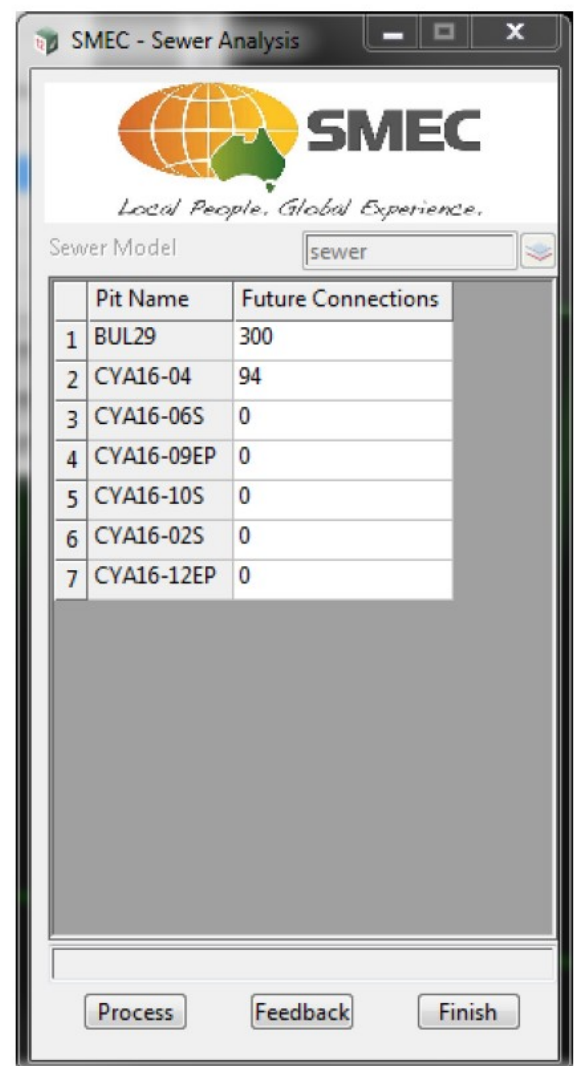 SMEC - Sewer Analysis
SMEC
Local People. Global Experience.
Sewer Model sewer
Pit Name Future Connections
1 BUL29 300
2 CYA16-04 94
3 CYA16-06S 0
4 CYA16-09EP 0
5 CYA16-10S 0
6 CYA16-02S 0
7 CYA16-12EP 0
Process Feedback Finish